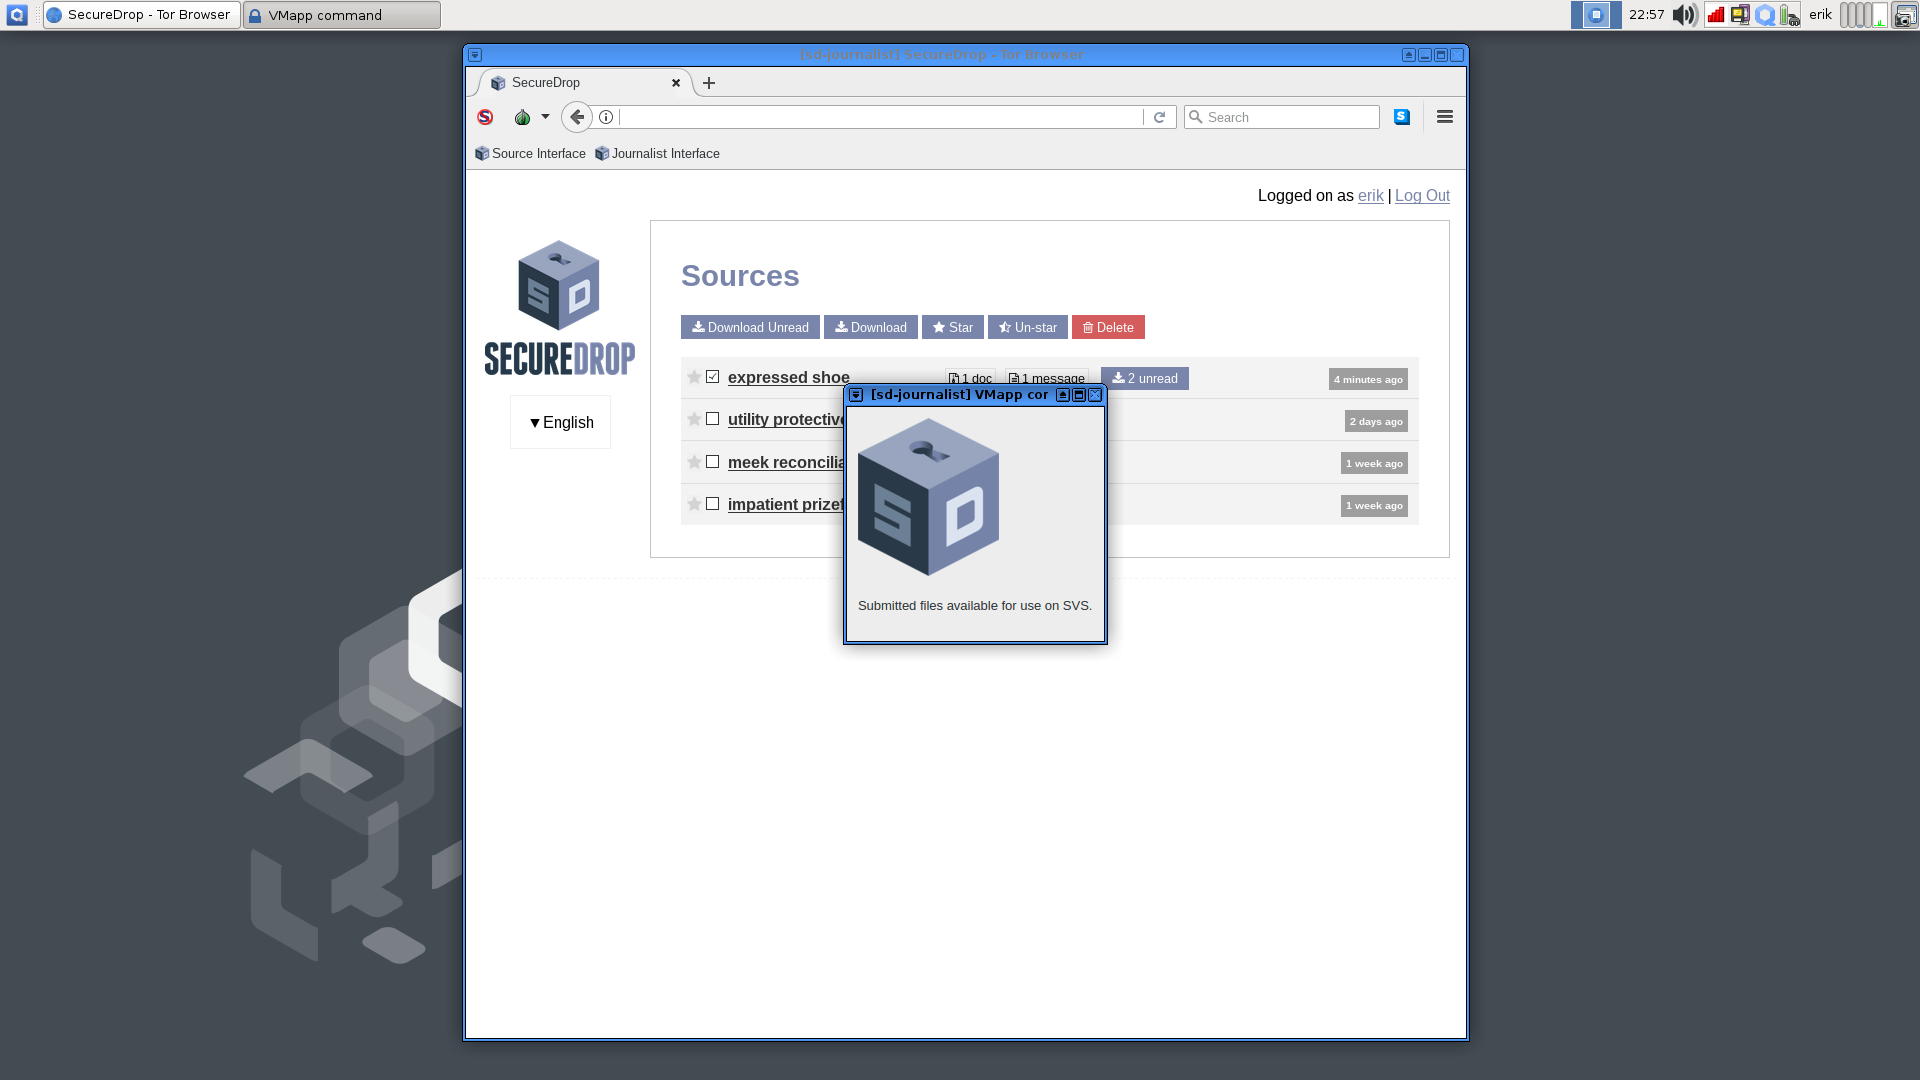 SecureDrop - Tor Browser
VMapp command
22:57
erik
[sd-journalist] SecureDrop - Tor Browser
SecureDrop
Search
Source Interface
Journalist Interface
Logged on as erik | Log Out
SD
SECUREDROP
▼English
Sources
Download Unread
Download
Star
Un-star
Delete
expressed shoe
1 doc
1 message
2 unread
4 minutes ago
utility protective
2 days ago
meek reconcilia
1 week ago
impatient prizef
1 week ago
[sd-journalist] VMapp cor
SD
Submitted files available for use on SVS.